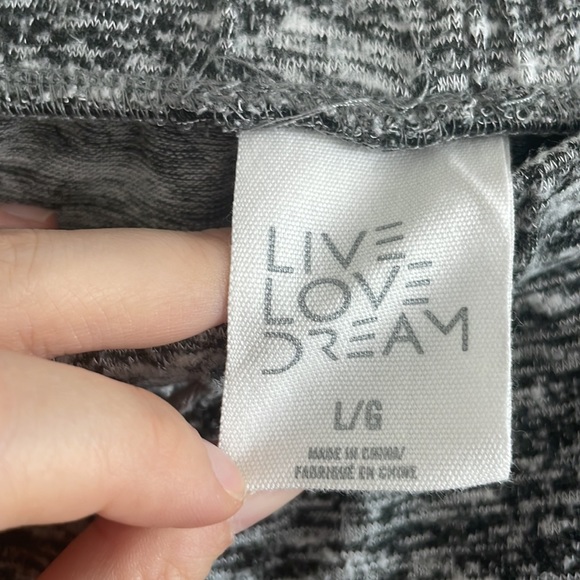 LIVE
LOVE
DREAM
L/G
MADE IN CHINA/
FABRIQUÉ EN CHINE